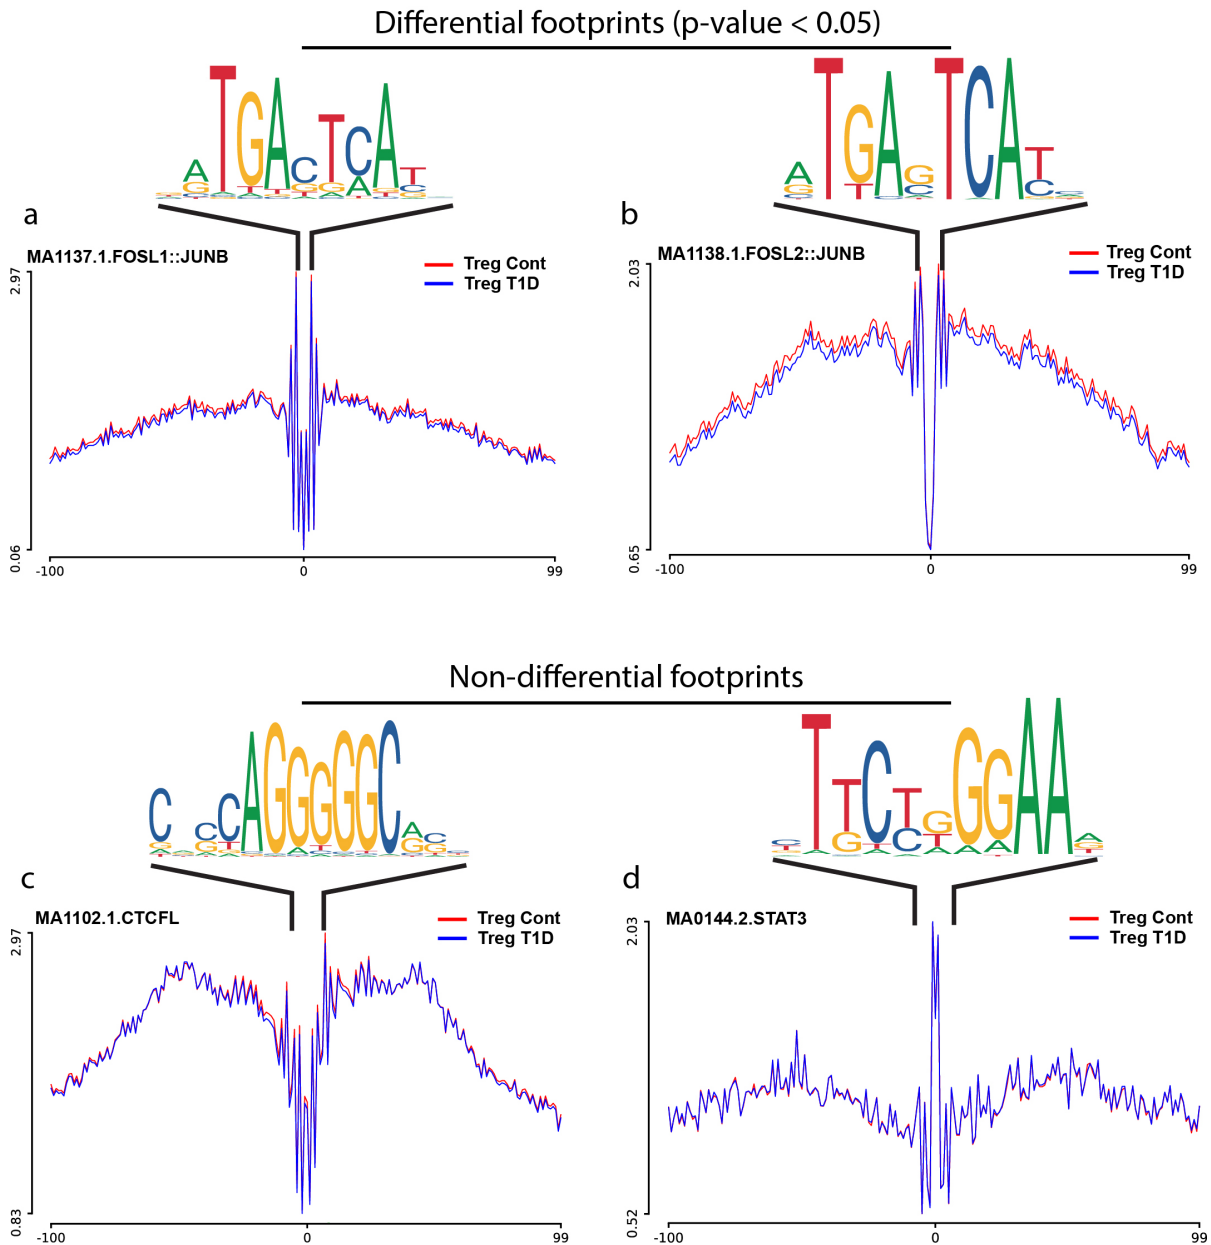 Differential footprints (p-value < 0.05)
a
MA1137.1.FOSL1::JUNB
Treg Cont
Treg T1D
2.97
0.06
-100
0
99
b
MA1138.1.FOSL2::JUNB
Treg Cont
Treg T1D
2.03
0.65
-100
0
99
Non-differential footprints
c
MA1102.1.CTCFL
Treg Cont
Treg T1D
2.97
0.83
-100
0
99
d
MA0144.2.STAT3
Treg Cont
Treg T1D
2.03
0.52
-100
0
99